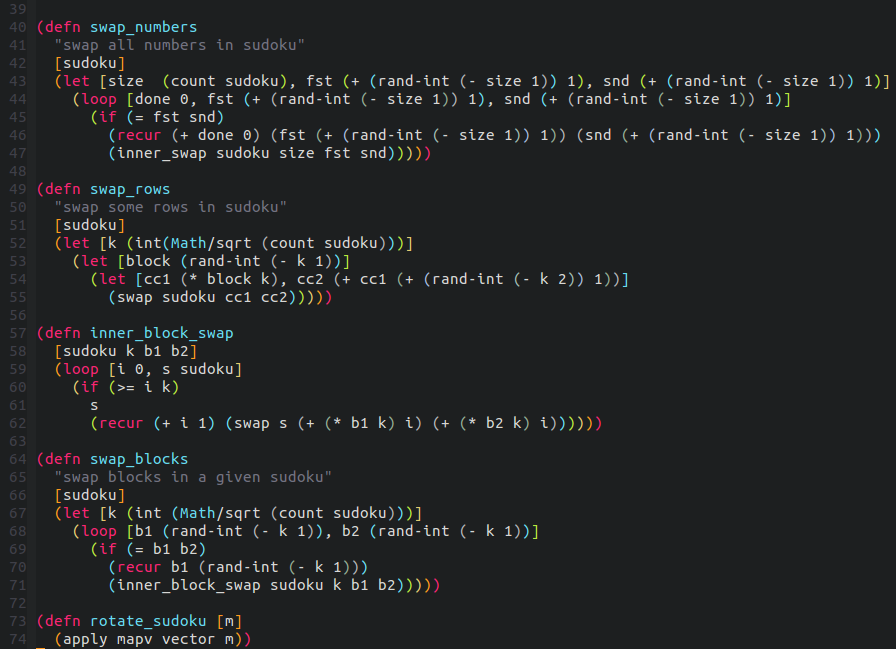 39
40 (defn swap_numbers
41   "swap all numbers in sudoku"
42   [sudoku]
43   (let [size  (count sudoku), fst (+ (rand-int (- size 1)) 1), snd (+ (rand-int (- size 1)) 1)]
44     (loop [done 0, fst (+ (rand-int (- size 1)) 1), snd (+ (rand-int (- size 1)) 1)]
45       (if (= fst snd)
46         (recur (+ done 0) (fst (+ (rand-int (- size 1)) 1)) (snd (+ (rand-int (- size 1)) 1)))
47         (inner_swap sudoku size fst snd)))))
48
49 (defn swap_rows
50   "swap some rows in sudoku"
51   [sudoku]
52   (let [k (int(Math/sqrt (count sudoku)))]
53     (let [block (rand-int (- k 1))]
54       (let [cc1 (* block k), cc2 (+ cc1 (+ (rand-int (- k 2)) 1))]
55         (swap sudoku cc1 cc2)))))
56
57 (defn inner_block_swap
58   [sudoku k b1 b2]
59   (loop [i 0, s sudoku]
60     (if (>= i k)
61       s
62       (recur (+ i 1) (swap s (+ (* b1 k) i) (+ (* b2 k) i))))))
63
64 (defn swap_blocks
65   "swap blocks in a given sudoku"
66   [sudoku]
67   (let [k (int (Math/sqrt (count sudoku)))]
68     (loop [b1 (rand-int (- k 1)), b2 (rand-int (- k 1))]
69       (if (= b1 b2)
70         (recur b1 (rand-int (- k 1)))
71         (inner_block_swap sudoku k b1 b2)))))
72
73 (defn rotate_sudoku [m]
74   (apply mapv vector m))